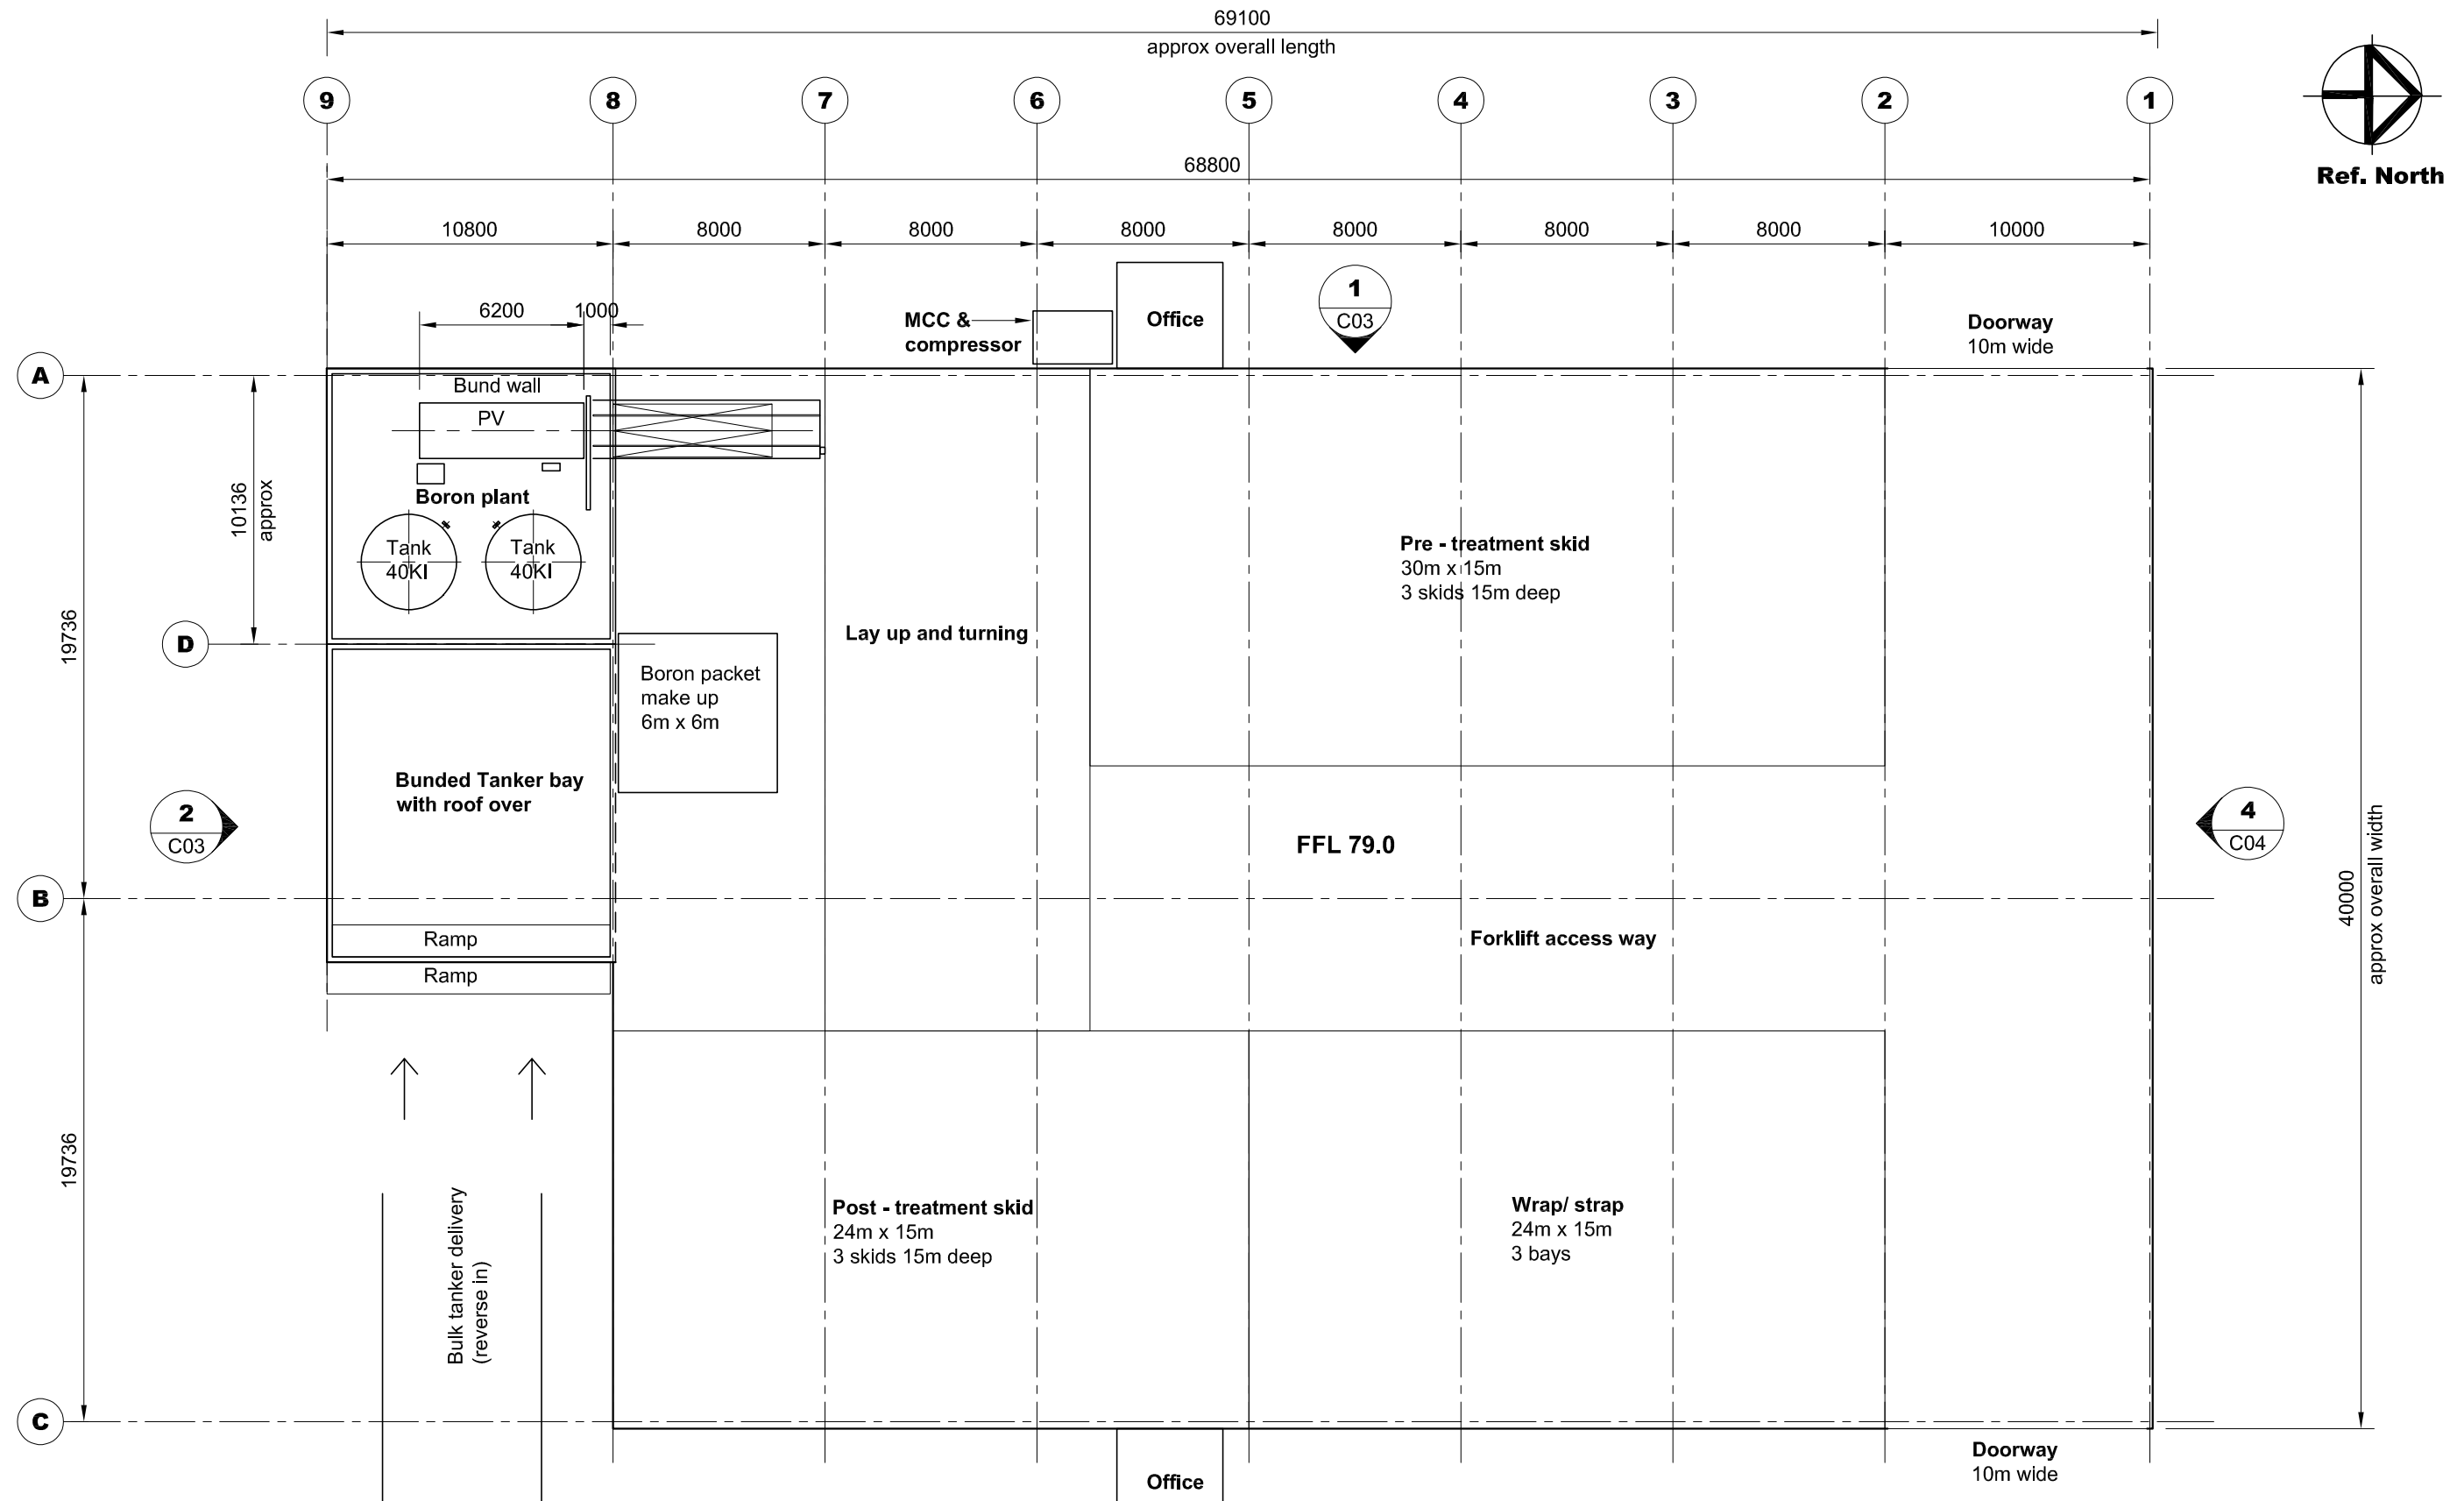 69100
approx overall length
9
8
7
6
5
4
3
2
1
Ref. North
68800
10800
8000
8000
8000
8000
8000
8000
10000
6200
1000
MCC &
compressor
Office
1
C03
Doorway
10m wide
A
Bund wall
PV
10136
approx
Boron plant
Tank
40Kl
Tank
40Kl
Pre - treatment skid
30m x 15m
3 skids 15m deep
19736
D
Lay up and turning
Boron packet
make up
6m x 6m
Bunded Tanker bay
with roof over
2
C03
FFL 79.0
4
C04
40000
approx overall width
B
Ramp
Forklift access way
Ramp
19736
Bulk tanker delivery
(reverse in)
Post - treatment skid
24m x 15m
3 skids 15m deep
Wrap/ strap
24m x 15m
3 bays
C
Office
Doorway
10m wide